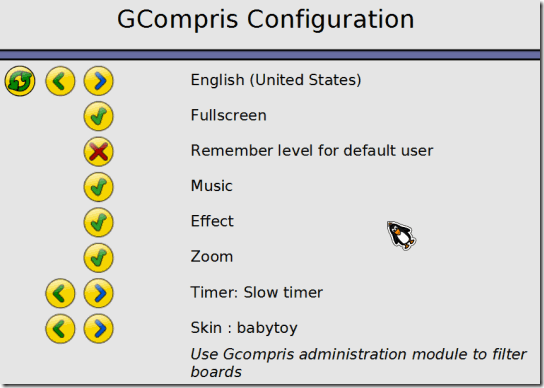 GCompris Configuration
English (United States)
Fullscreen
Remember level for default user
Music
Effect
Zoom
Timer: Slow timer
Skin : babytoy
Use Gcompris administration module to filter
boards